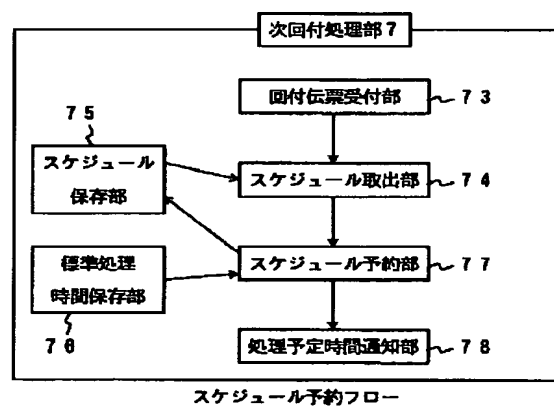 次回付処理部7
回付伝票受付部
73
75
スケジュール
保存部
スケジュール取出部
74
標準処理
時間保存部
スケジュール予約部
77
76
処理予定時間通知部
78
スケジュール予約フロー